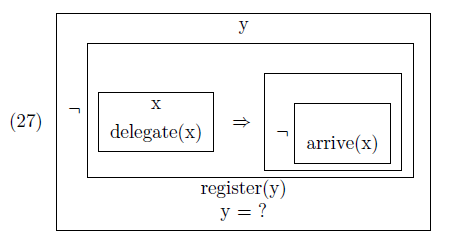 y
x
delegate(x)
(27) ¬ ⇒ ¬
arrive(x)
register(y)
y = ?